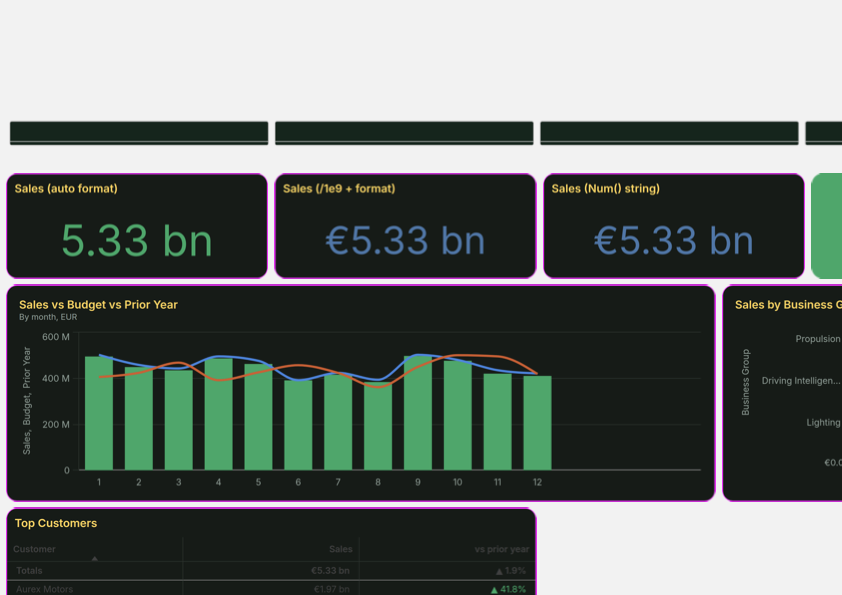 Sales (auto format)
5.33 bn
Sales (/1e9 + format)
€5.33 bn
Sales (Num() string)
€5.33 bn
Sales vs Budget vs Prior Year
By month, EUR
Sales, Budget, Prior Year
600 M
400 M
200 M
0
1 2 3 4 5 6 7 8 9 10 11 12
Sales by Business G
Business Group
Propulsion
Driving Intelligen...
Lighting
€0.0
Top Customers
Customer Sales vs prior year
Totals €5.33 bn ▲ 1.9%
Aurex Motors €1.97 bn ▲ 41.8%